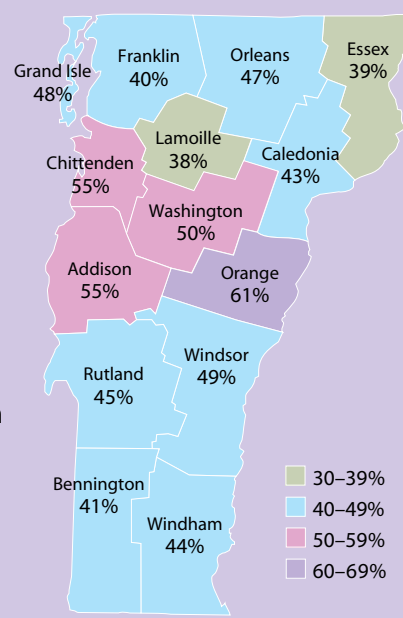 Franklin
40%
Orleans
47%
Essex
39%
Grand Isle
48%
Lamoille
38%
Caledonia
43%
Chittenden
55%
Washington
50%
Addison
55%
Orange
61%
Windsor
49%
Rutland
45%
Bennington
41%
Windham
44%
30–39%
40–49%
50–59%
60–69%